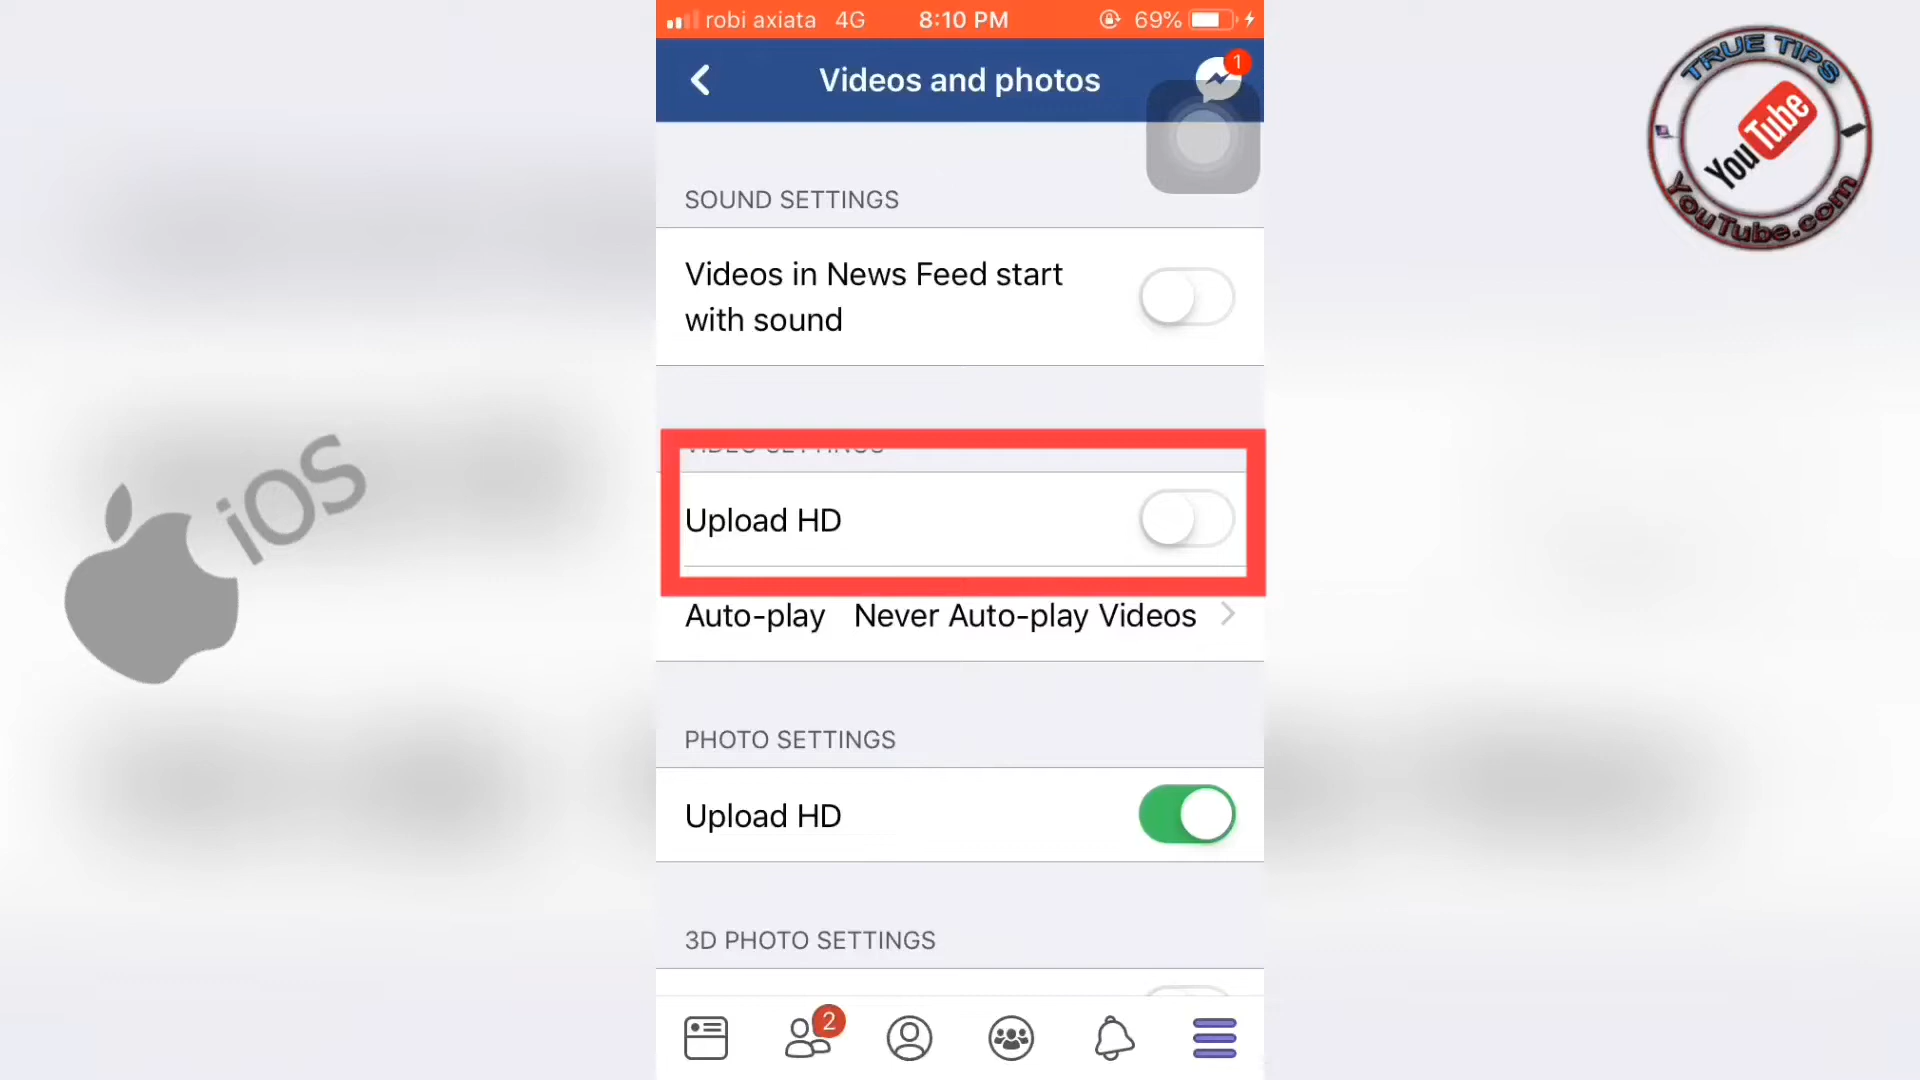 robi axiata 4G 8:10 PM 69%
Videos and photos
1
SOUND SETTINGS
Videos in News Feed start
with sound
VIDEO SETTINGS
Upload HD
Auto-play Never Auto-play Videos
PHOTO SETTINGS
Upload HD
3D PHOTO SETTINGS
2
iOS
TRUE TIPS
YouTube
YouTube.com